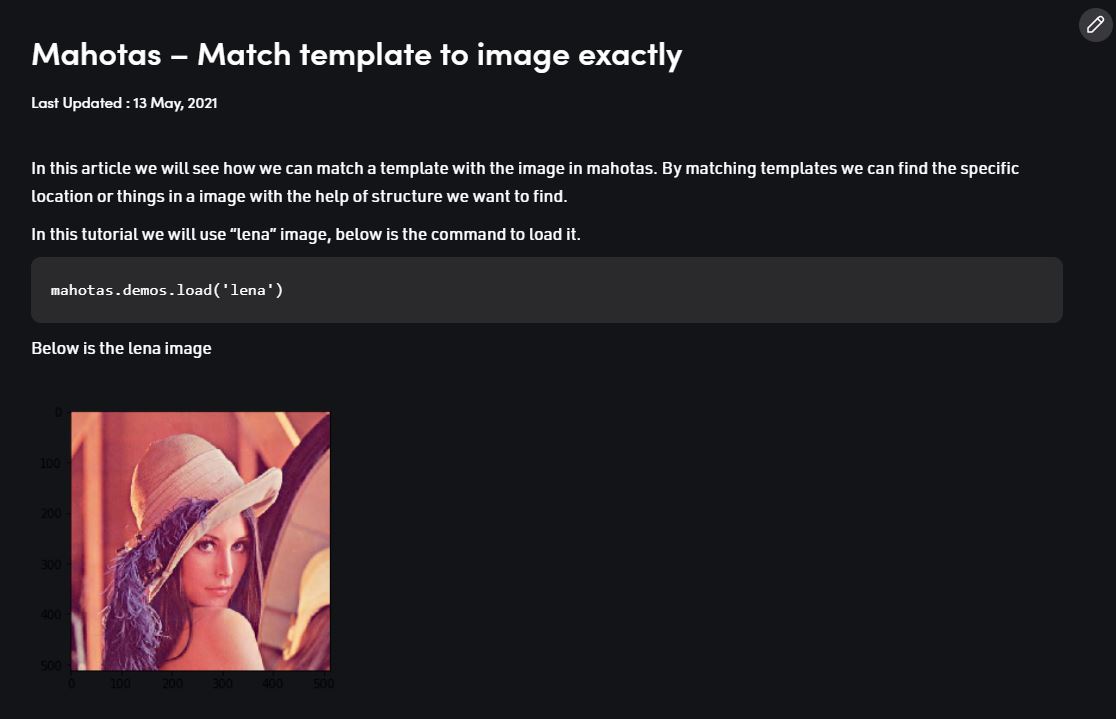 Mahotas – Match template to image exactly
Last Updated : 13 May, 2021
In this article we will see how we can match a template with the image in mahotas. By matching templates we can find the specific
location or things in a image with the help of structure we want to find.
In this tutorial we will use “lena” image, below is the command to load it.
mahotas.demos.load('lena')
Below is the lena image
0
100
200
300
400
500
0 100 200 300 400 500